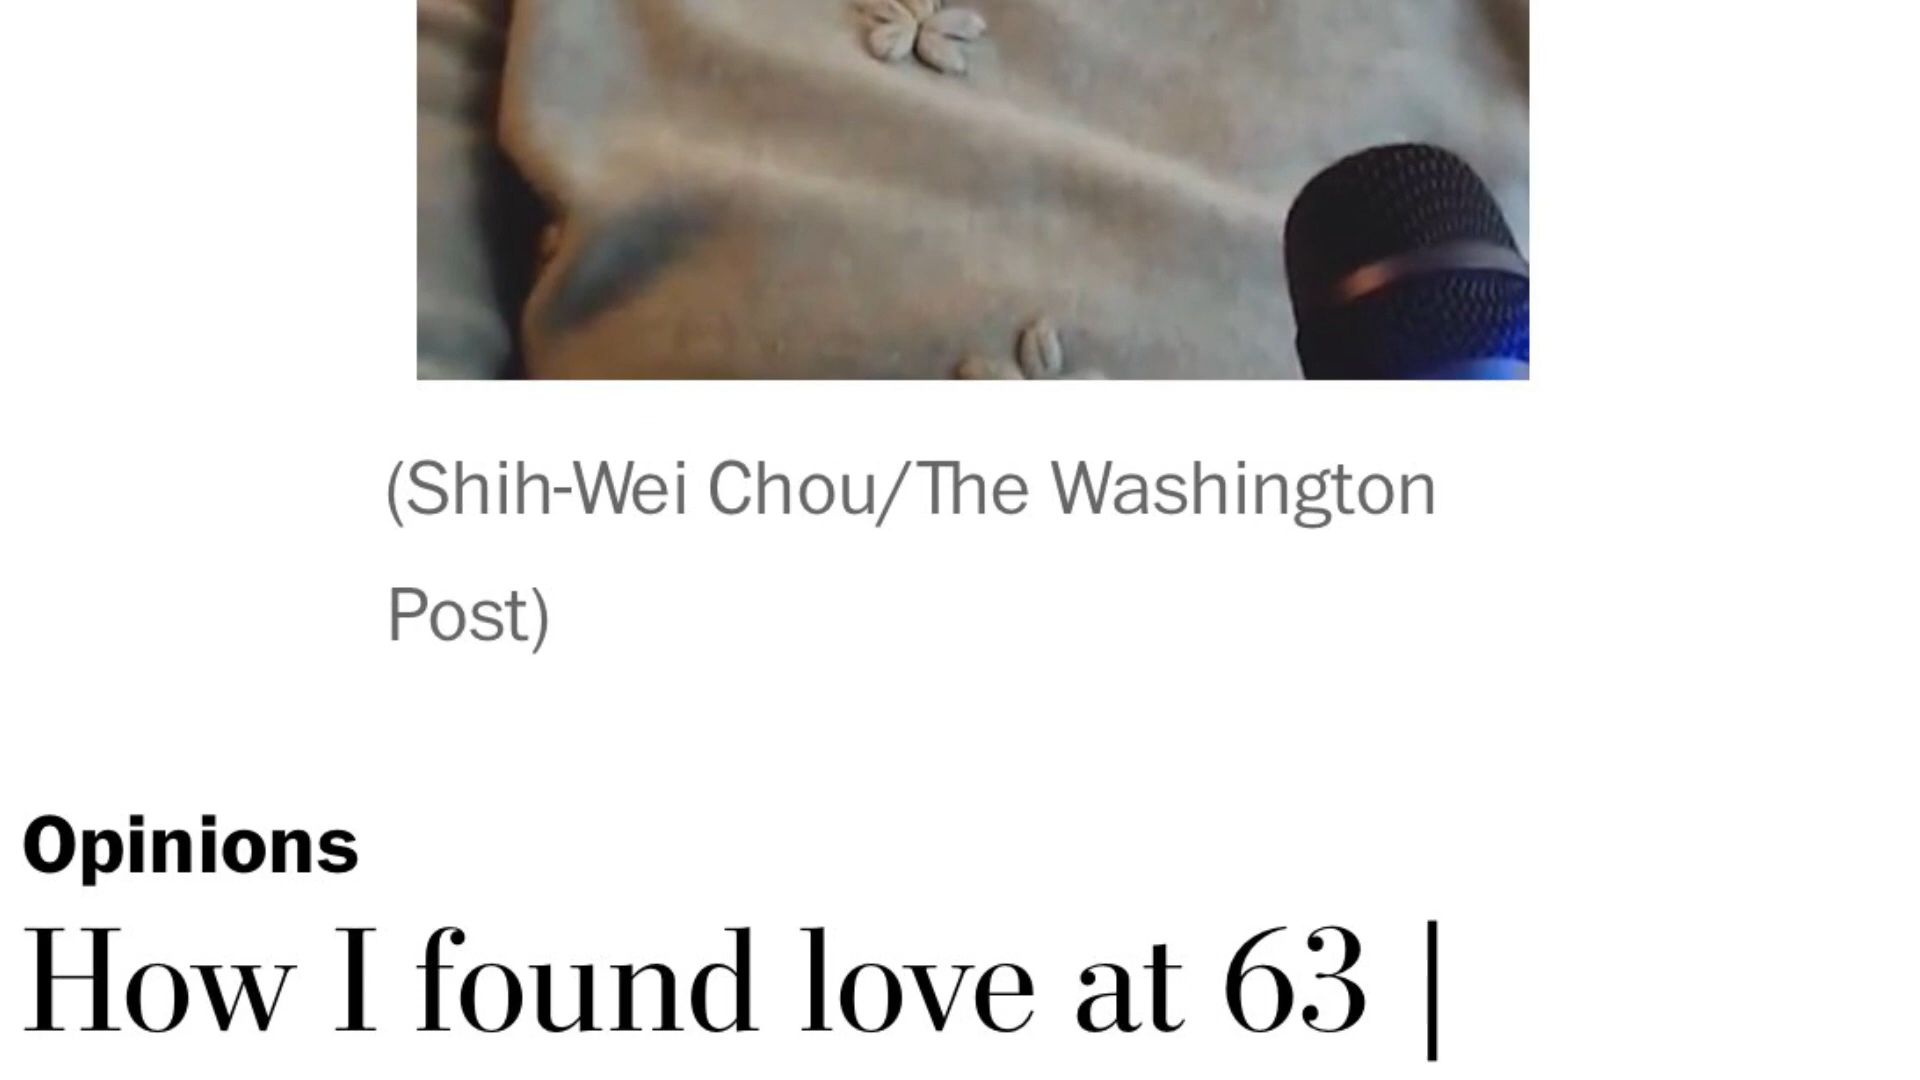 (Shih-Wei Chou/The Washington
Post)
Opinions
How I found love at 63 |